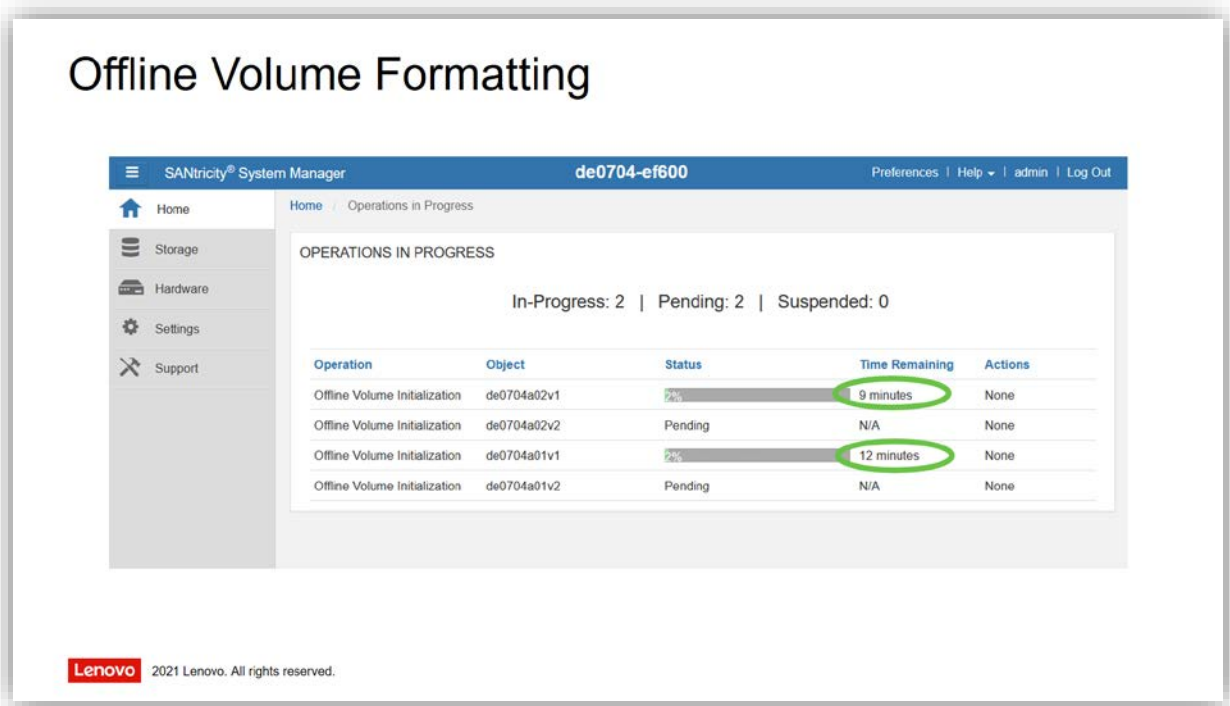 Offline Volume Formatting
SANtricity® System Manager de0704-ef600 Preferences | Help | admin | Log Out
Home Home / Operations in Progress
Storage OPERATIONS IN PROGRESS
Hardware In-Progress: 2 | Pending: 2 | Suspended: 0
Settings
Support Operation Object Status Time Remaining Actions
Offline Volume Initialization de0704a02v1 2% 9 minutes None
Offline Volume Initialization de0704a02v2 Pending N/A None
Offline Volume Initialization de0704a01v1 2% 12 minutes None
Offline Volume Initialization de0704a01v2 Pending N/A None
Lenovo 2021 Lenovo. All rights reserved.